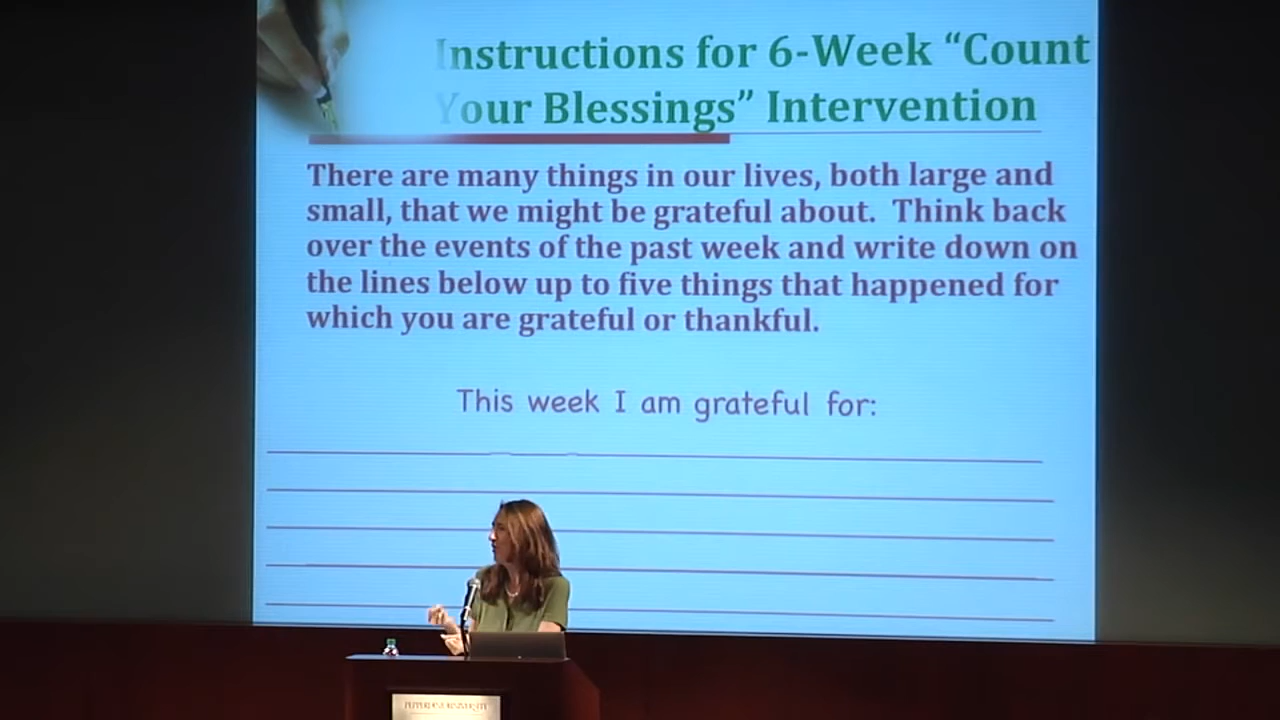 Instructions for 6-Week “Count
Your Blessings” Intervention
There are many things in our lives, both large and
small, that we might be grateful about. Think back
over the events of the past week and write down on
the lines below up to five things that happened for
which you are grateful or thankful.
This week I am grateful for: